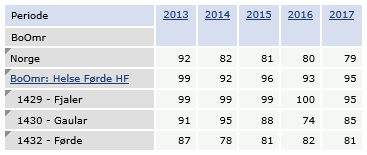 Periode 2013 2014 2015 2016 2017
BoOmr
Norge 92 82 81 80 79
BoOmr: Helse Førde HF 99 92 96 93 95
1429 - Fjaler 99 99 99 100 95
1430 - Gaular 91 95 88 74 85
1432 - Førde 87 78 81 82 81